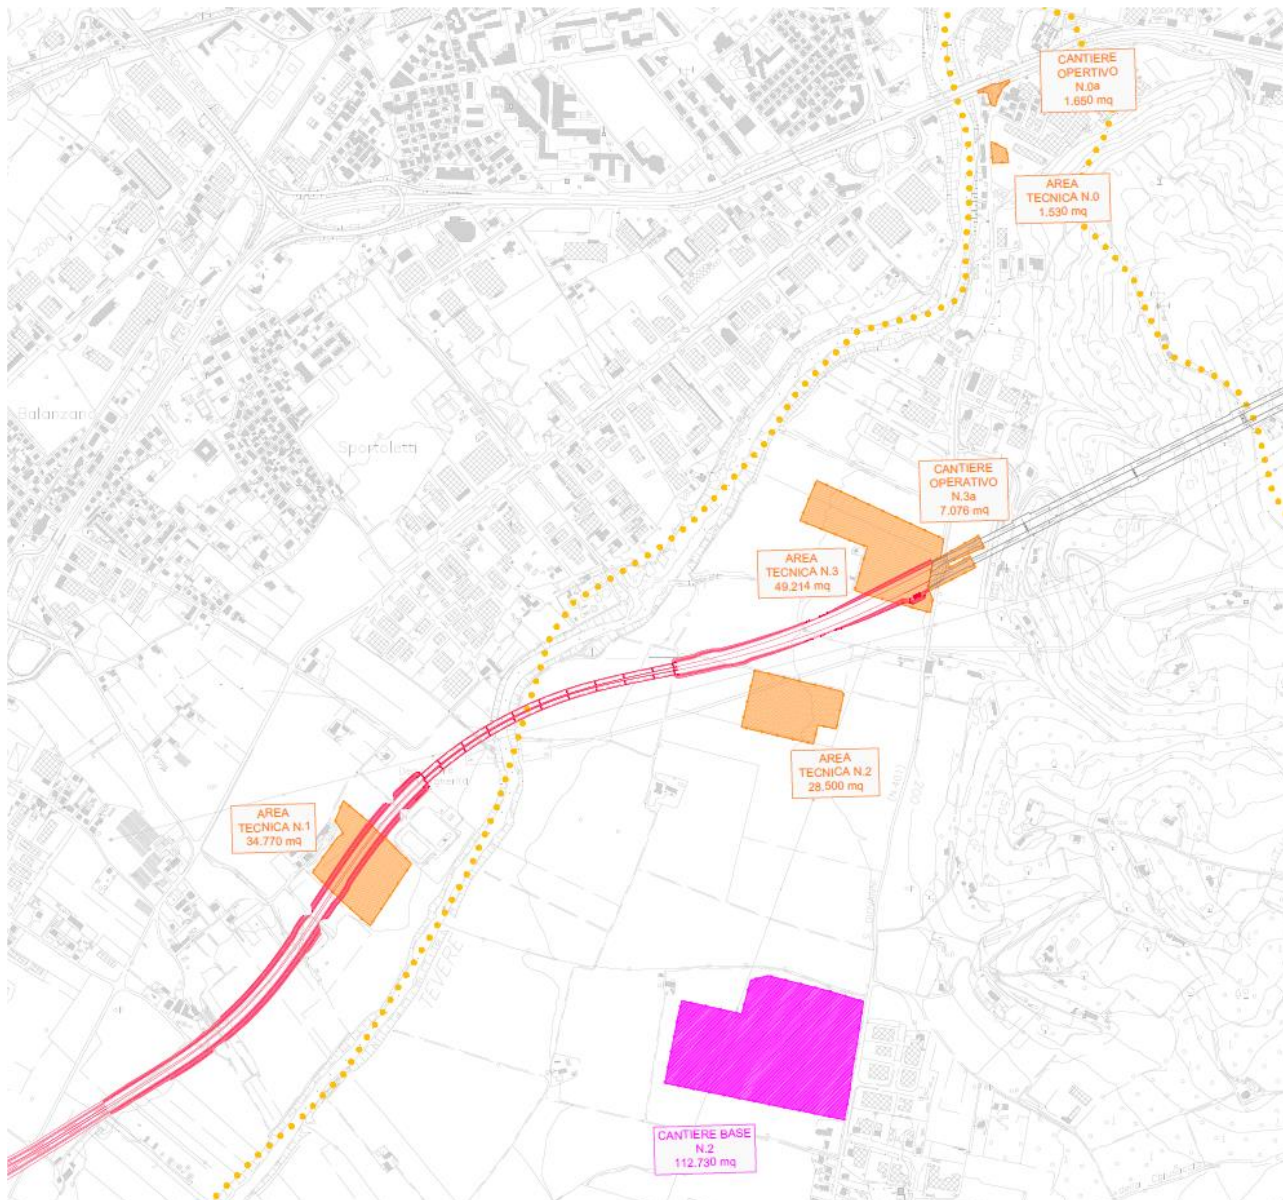 CANTIERE
OPERTIVO
N.0a
1.650 mq
AREA
TECNICA N.0
1.530 mq
Balanzano
Sportoletti
CANTIERE
OPERATIVO
N.3a
7.076 mq
AREA
TECNICA N.3
49.214 mq
AREA
TECNICA N.2
28.500 mq
AREA
TECNICA N.1
34.770 mq
CANTIERE BASE
N.2
112.730 mq